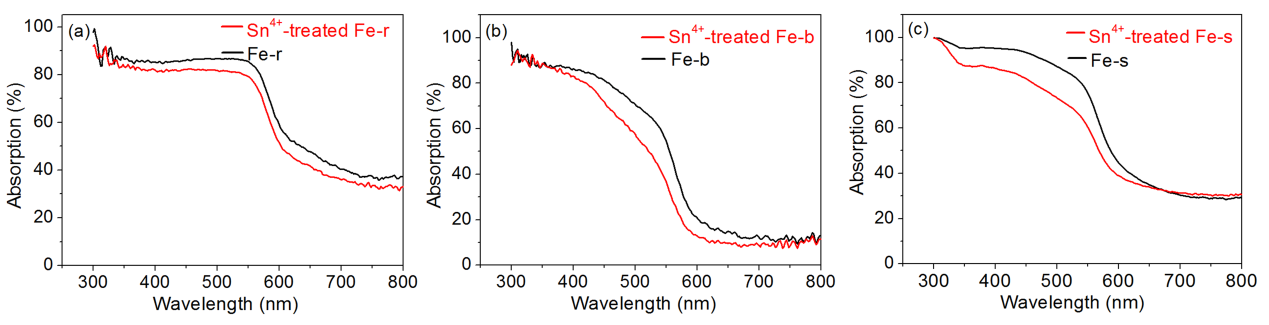 (a)
Sn4+-treated Fe-r
Fe-r
100
80
60
40
20
0
Absorption (%)
300 400 500 600 700 800
Wavelength (nm)
(b)
Sn4+-treated Fe-b
Fe-b
100
80
60
40
20
0
Absorption (%)
300 400 500 600 700 800
Wavelength (nm)
(c)
Sn4+-treated Fe-s
Fe-s
100
80
60
40
20
0
Absorption (%)
300 400 500 600 700 800
Wavelength (nm)